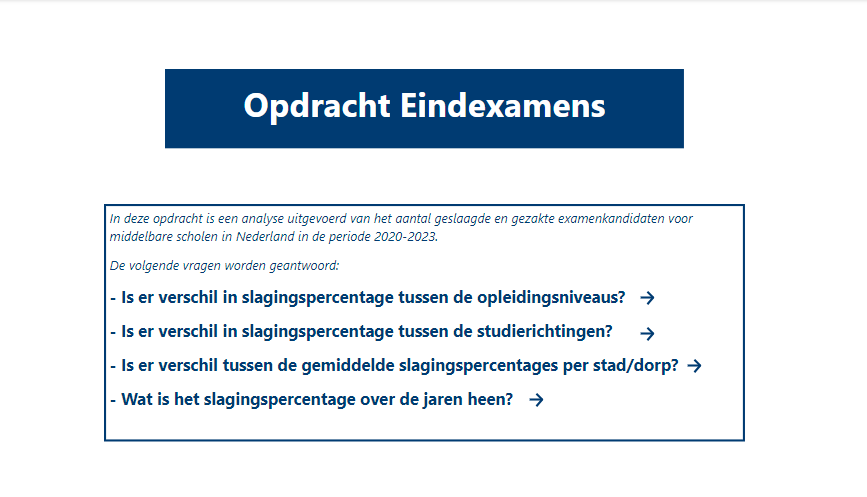 Opdracht Eindexamens
In deze opdracht is een analyse uitgevoerd van het aantal geslaagde en gezakte examenkandidaten voor
middelbare scholen in Nederland in de periode 2020-2023.
De volgende vragen worden geantwoord:
- Is er verschil in slagingspercentage tussen de opleidingsniveaus? →
- Is er verschil in slagingspercentage tussen de studierichtingen? →
- Is er verschil tussen de gemiddelde slagingspercentages per stad/dorp? →
- Wat is het slagingspercentage over de jaren heen? →